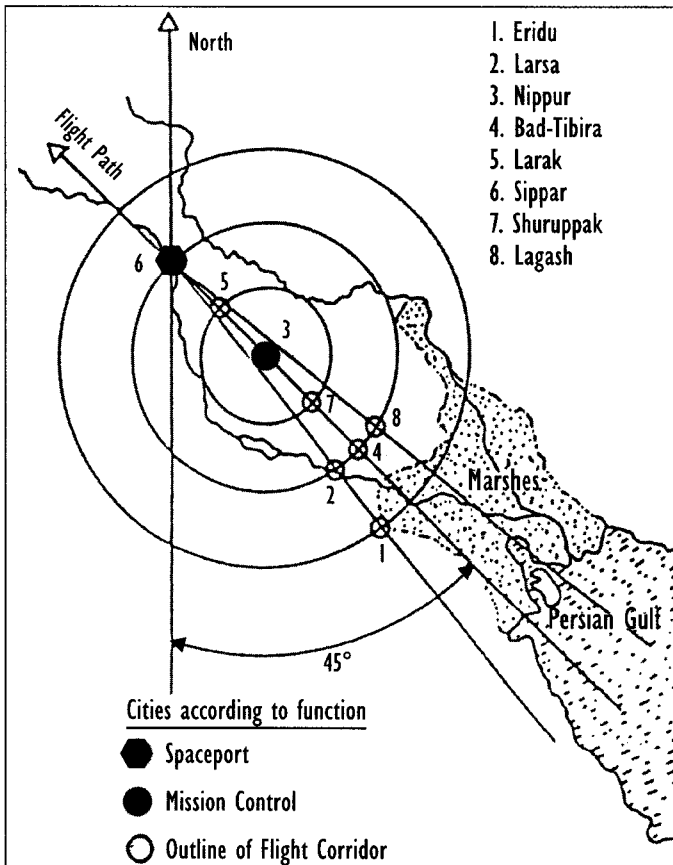 North
Flight Path
1. Eridu
2. Larsa
3. Nippur
4. Bad-Tibira
5. Larak
6. Sippar
7. Shuruppak
8. Lagash
6
5
3
7
8
4
2
1
Marshes
Persian Gulf
45°
Cities according to function
Spaceport
Mission Control
Outline of Flight Corridor